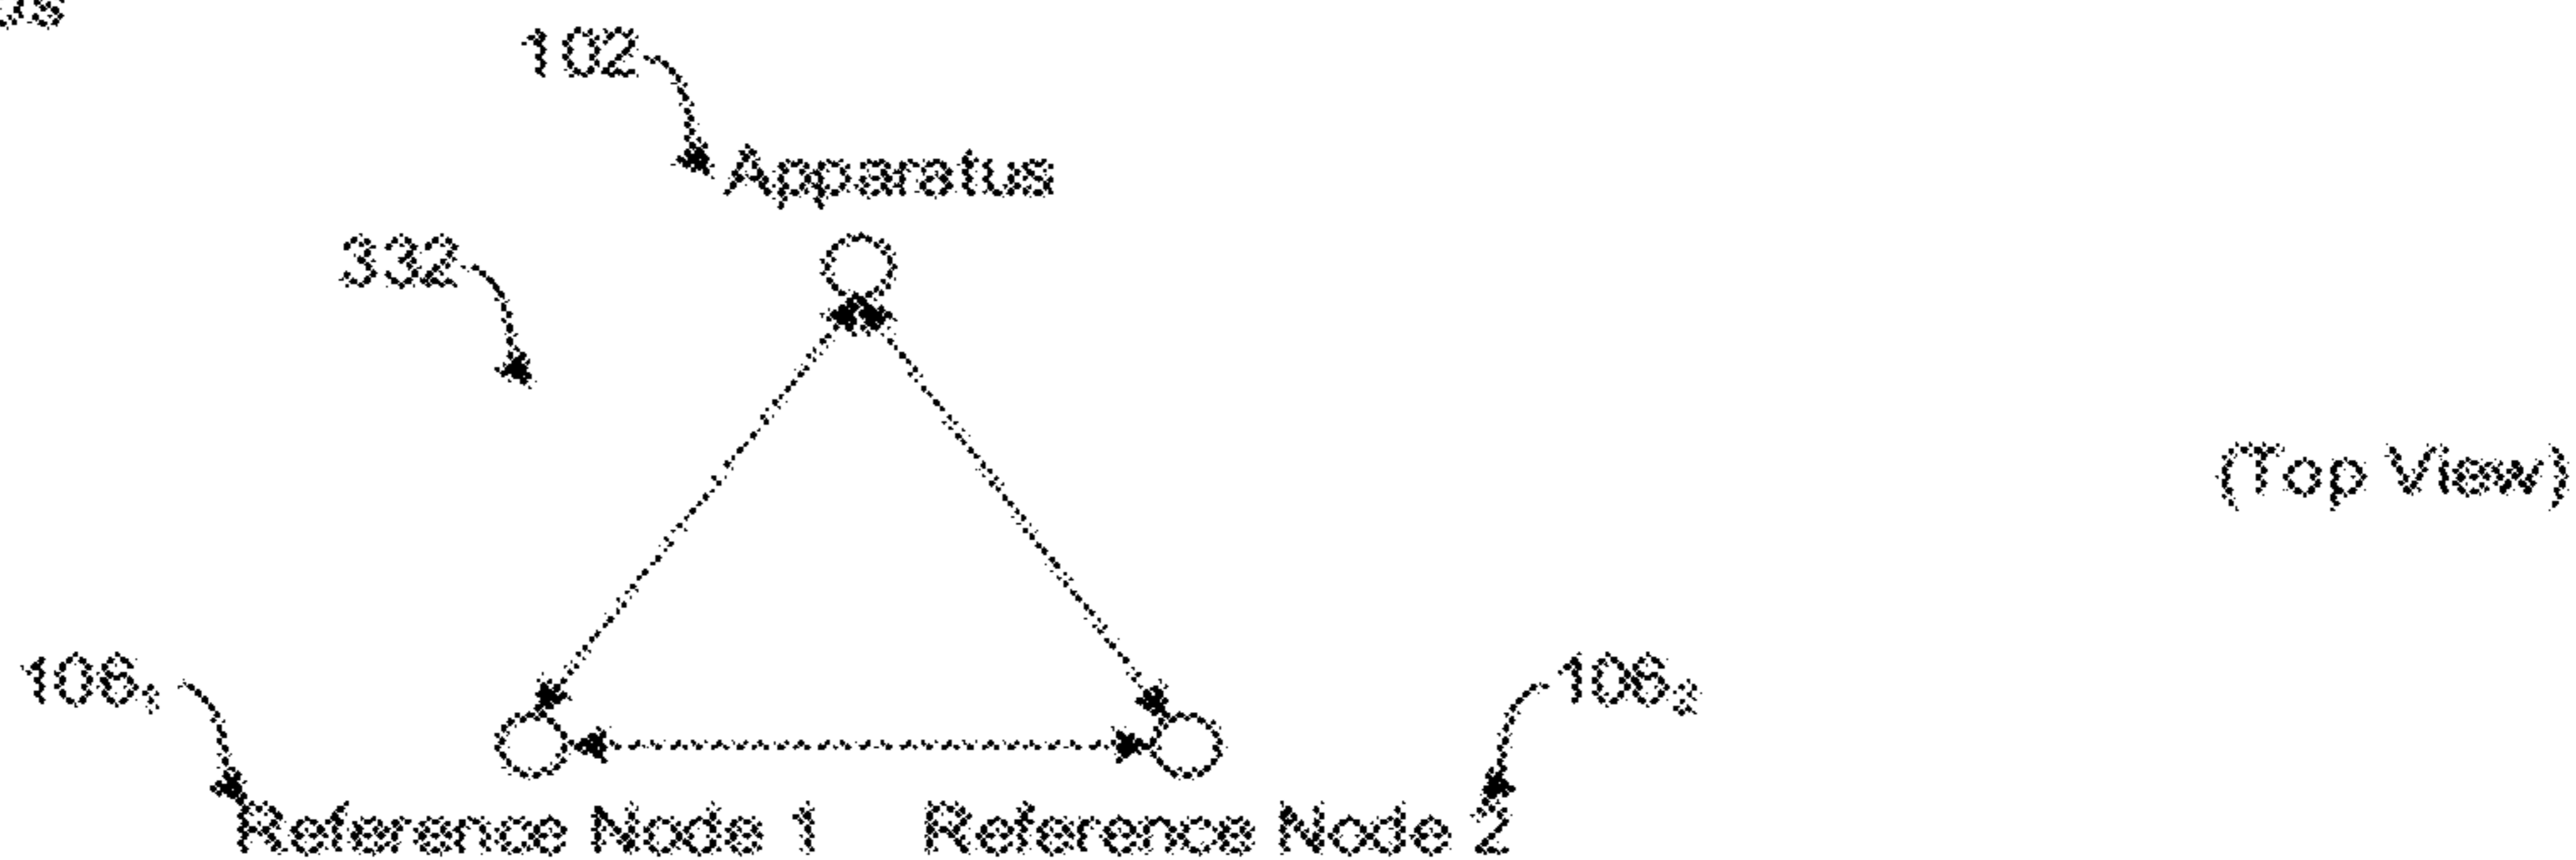 102
Apparatus
332
(Top View)
106₁
106₂
Reference Node 1
Reference Node 2